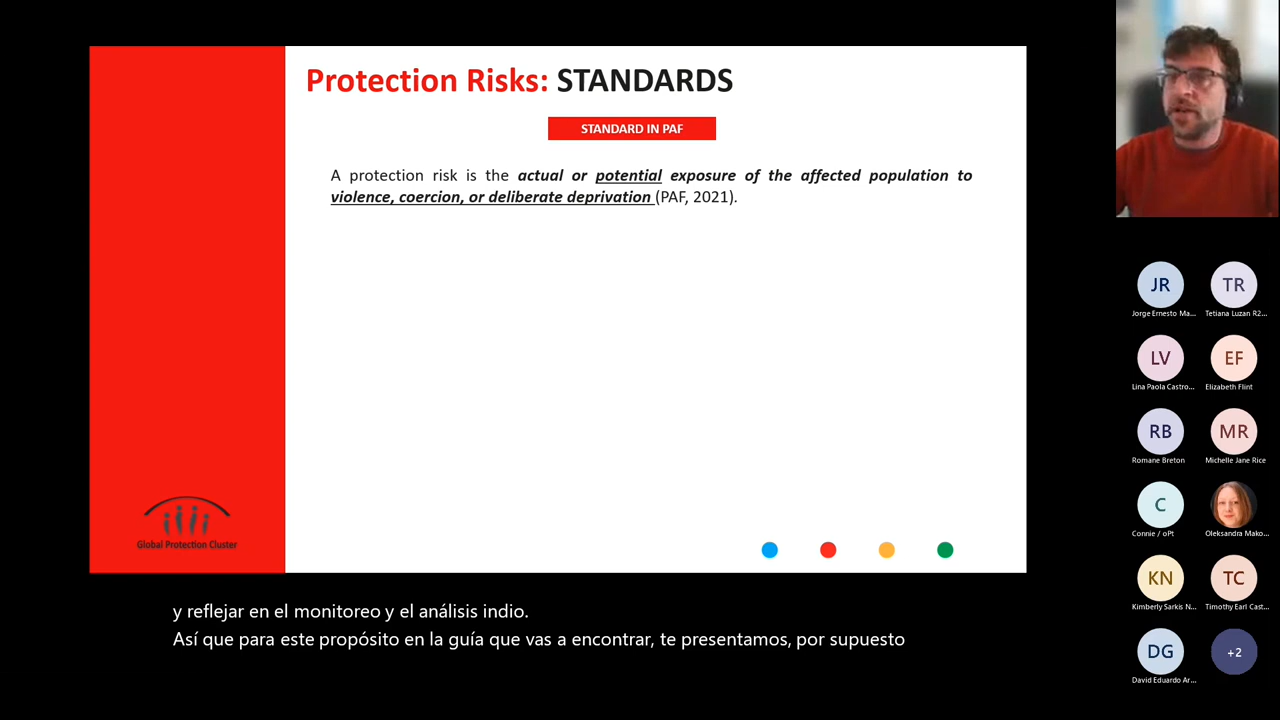 Protection Risks: STANDARDS
STANDARD IN PAF
A protection risk is the actual or potential exposure of the affected population to
violence, coercion, or deliberate deprivation (PAF, 2021).
Global Protection Cluster
y reflejar en el monitoreo y el análisis indio.
Así que para este propósito en la guía que vas a encontrar, te presentamos, por supuesto
JR
TR
Jorge Ernesto Ma...
Tetiana Luzan R2...
LV
EF
Lina Paola Castro...
Elizabeth Flint
RB
MR
Romane Breton
Michelle Jane Rice
C
Connie / oPt
Oleksandra Mako...
KN
TC
Kimberly Sarkis N...
Timothy Earl Cast...
DG
+2
David Eduardo Ar...